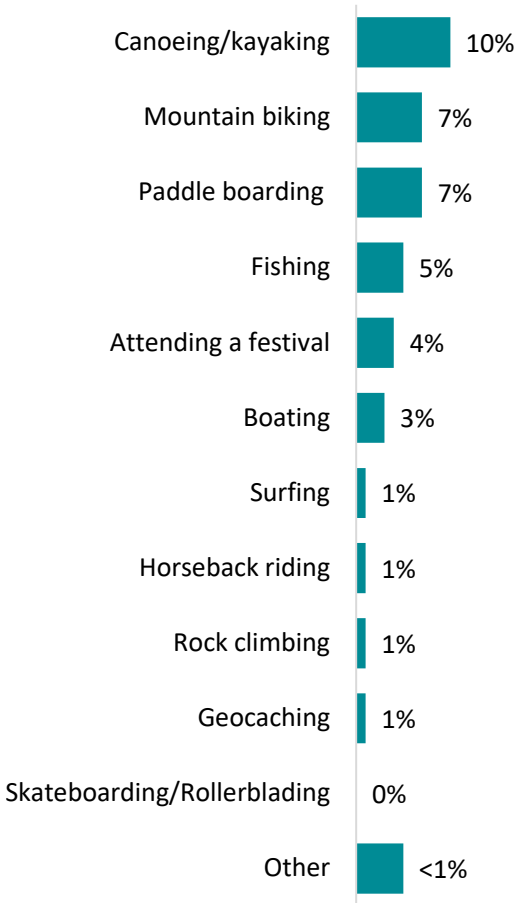 Canoeing/kayaking 10%
Mountain biking 7%
Paddle boarding 7%
Fishing 5%
Attending a festival 4%
Boating 3%
Surfing 1%
Horseback riding 1%
Rock climbing 1%
Geocaching 1%
Skateboarding/Rollerblading 0%
Other <1%